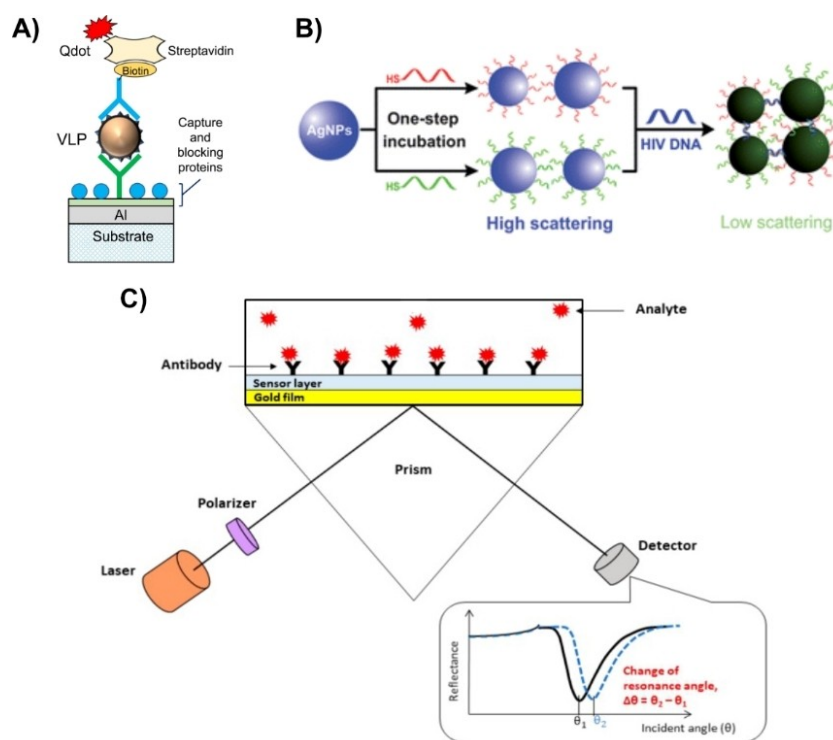 A)
Qdot
Streptavidin
Biotin
VLP
Capture
and
blocking
proteins
Al
Substrate
B)
AgNPs
HS
One-step
incubation
HS
High scattering
HIV DNA
Low scattering
C)
Analyte
Antibody
Sensor layer
Gold film
Prism
Polarizer
Laser
Detector
Reflectance
Change of
resonance angle,
Δθ = θ₂ – θ₁
θ₁
θ₂
Incident angle (θ)